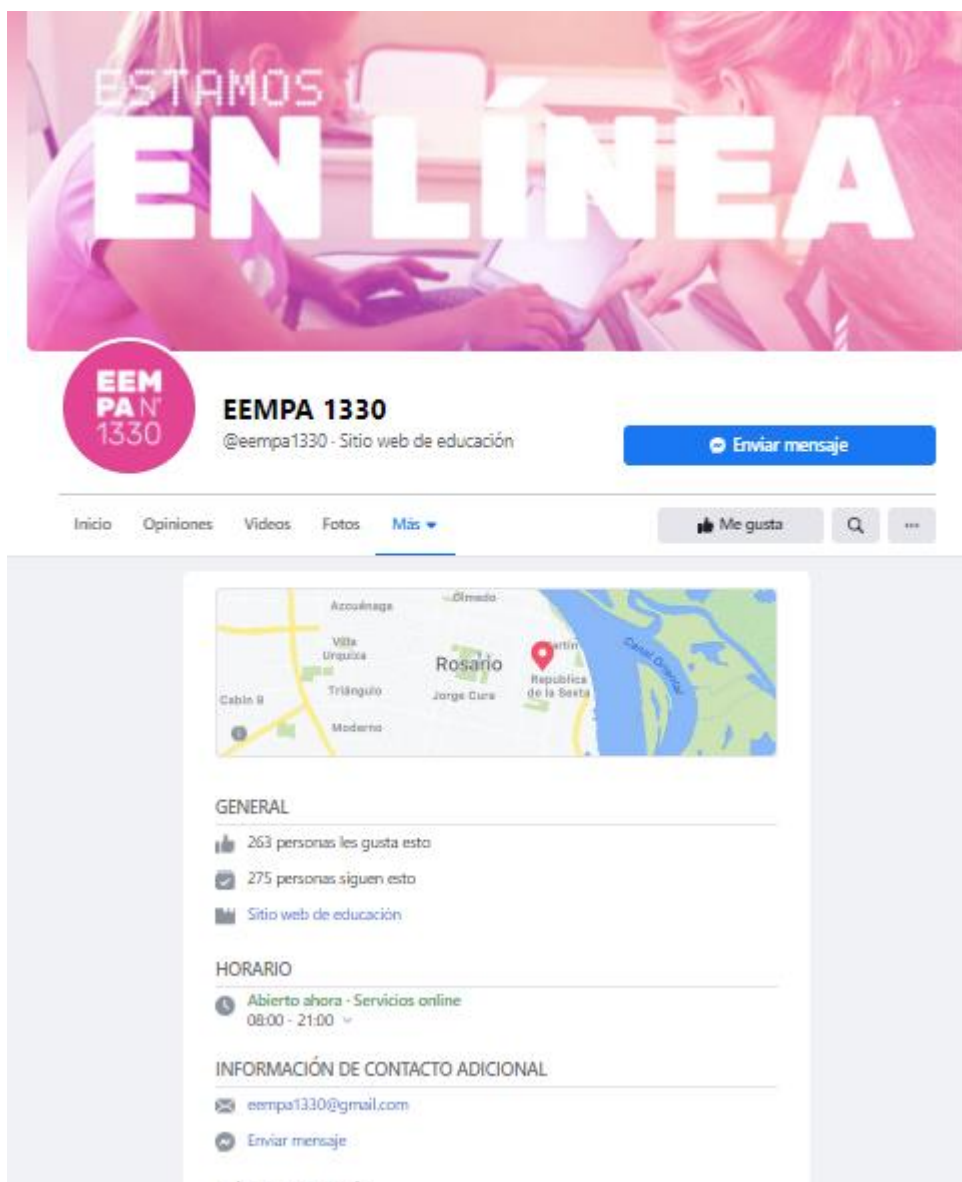 ESTAMOS
EN LÍNEA
EEM
PA N°
1330
EEMPA 1330
@eempa1330 · Sitio web de educación
Enviar mensaje
Inicio Opiniones Videos Fotos Más
Me gusta
Olmedo
Azcuénaga
Villa
Urquiza
Martin
Rosario
Canal Oriental
Republica
de la Sexta
Triángulo
Jorge Cura
Cabin 9
Moderno
GENERAL
263 personas les gusta esto
275 personas siguen esto
Sitio web de educación
HORARIO
Abierto ahora · Servicios online
08:00 - 21:00
INFORMACIÓN DE CONTACTO ADICIONAL
eempa1330@gmail.com
Enviar mensaje